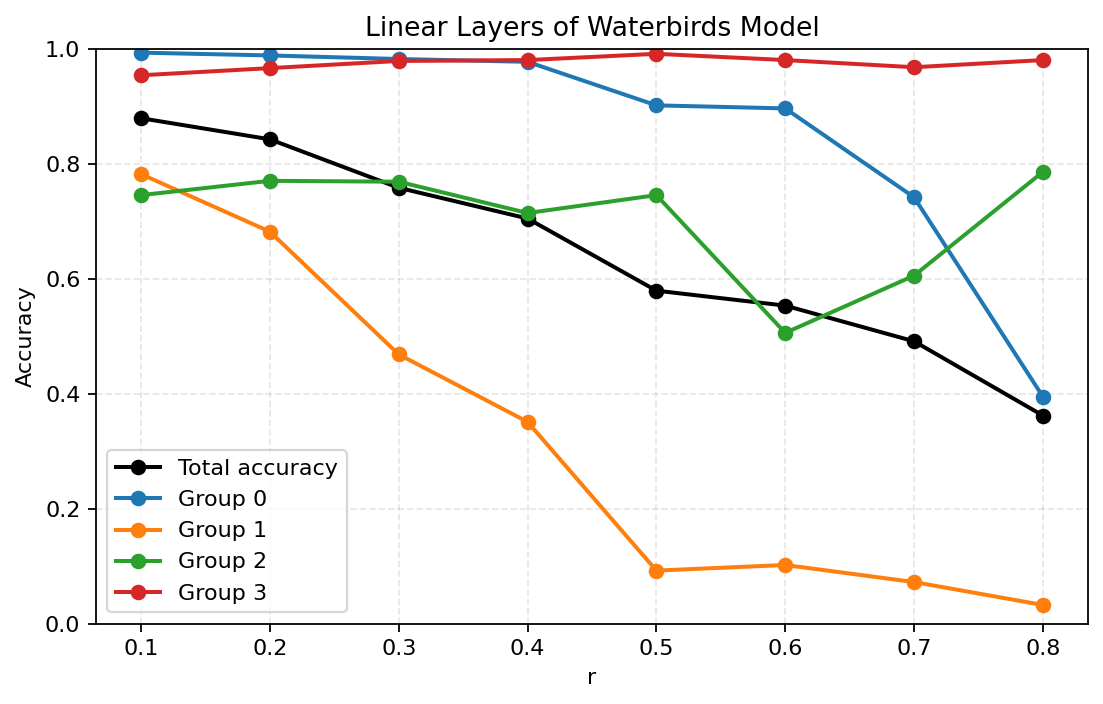 Linear Layers of Waterbirds Model
1.0
0.8
0.6
0.4
0.2
0.0
Accuracy
Total accuracy
Group 0
Group 1
Group 2
Group 3
0.1 0.2 0.3 0.4 0.5 0.6 0.7 0.8
r